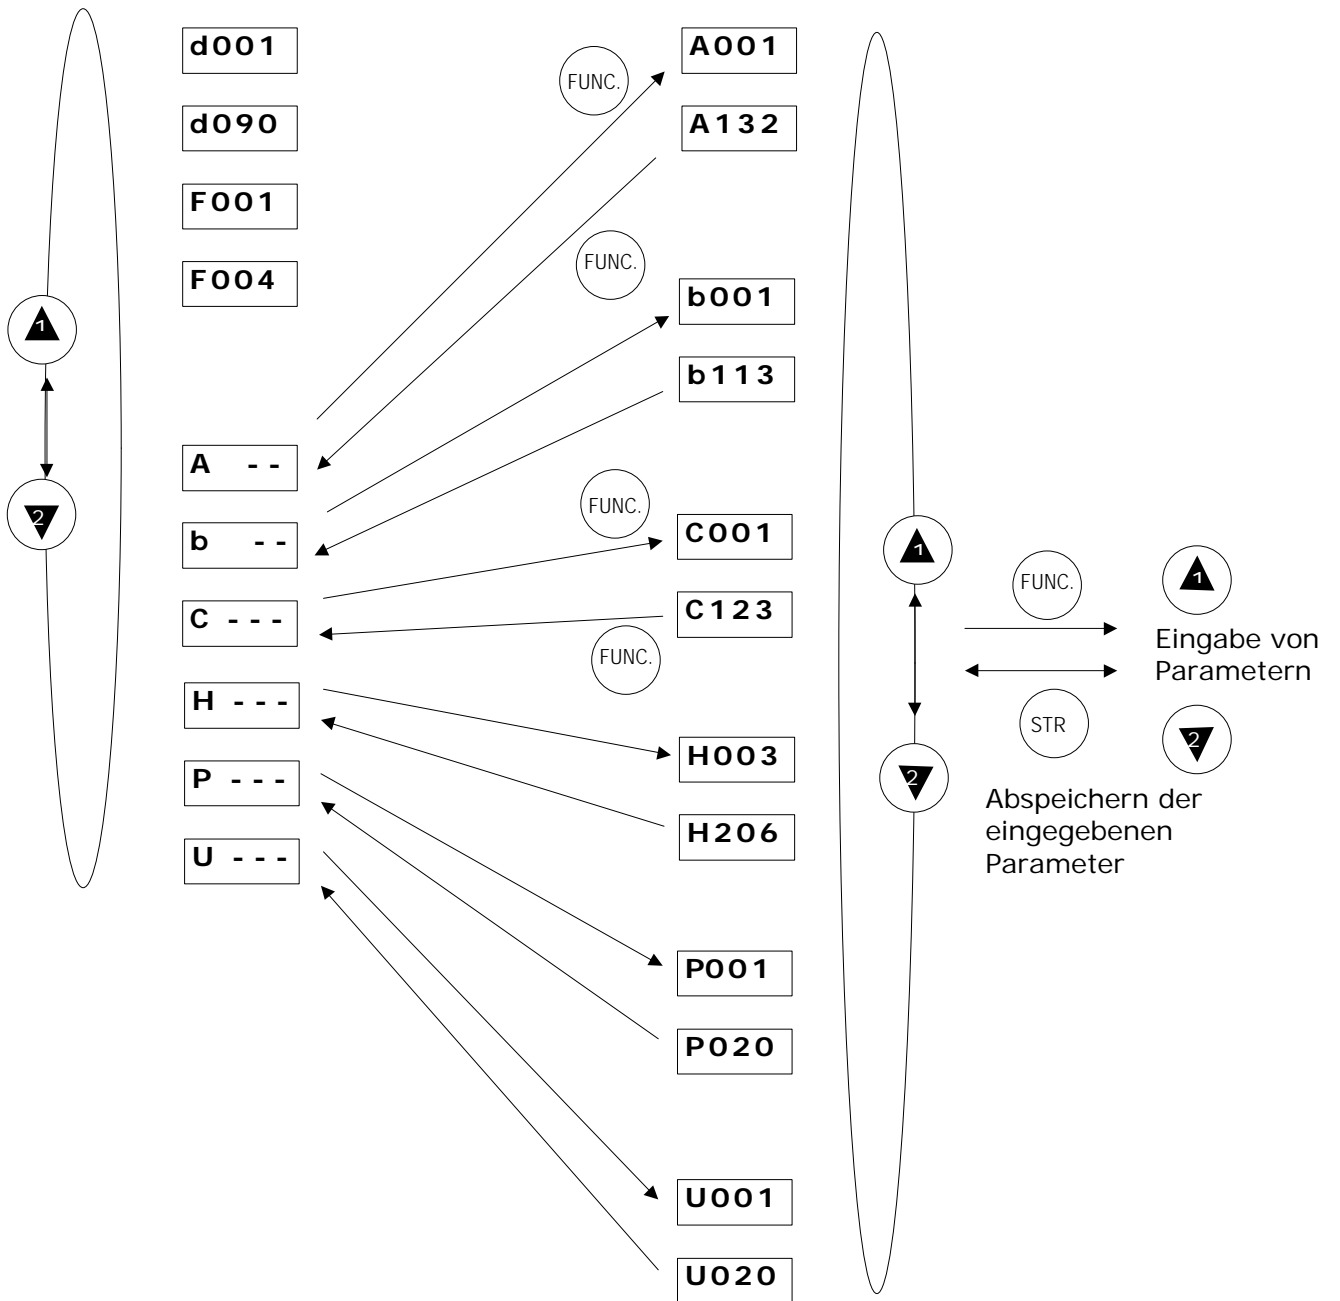 d001
d090
F001
F004
1
2
A --
b --
C ---
H ---
P ---
U ---
FUNC.
FUNC.
FUNC.
FUNC.
A001
A132
b001
b113
C001
C123
H003
H206
P001
P020
U001
U020
1
2
FUNC.
STR
1
Eingabe von
Parametern
2
Abspeichern der
eingegebenen
Parameter